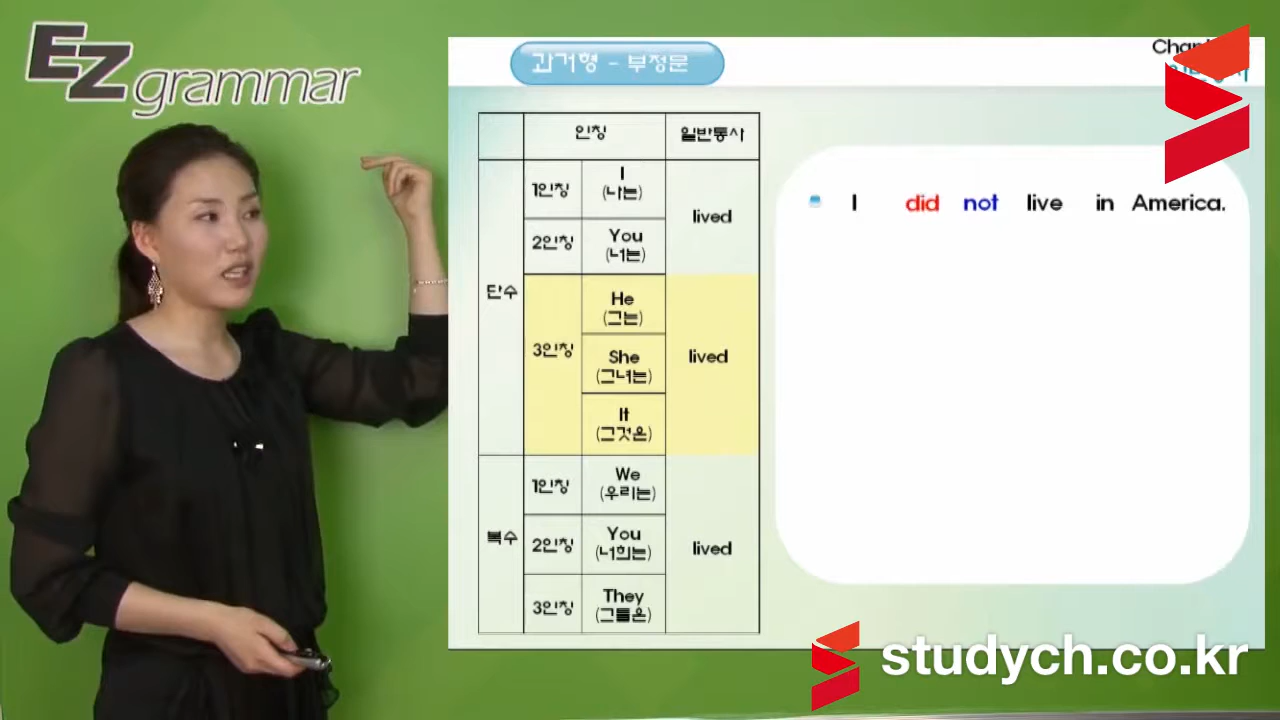 EZ grammar
과거형 - 부정문
인칭 일반동사
단수
1인칭 I (나는) lived
2인칭 You (너는)
3인칭 He (그는) lived
She (그녀는)
It (그것은)
복수
1인칭 We (우리는) lived
2인칭 You (너희는)
3인칭 They (그들은)
I did not live in America.
studych.co.kr